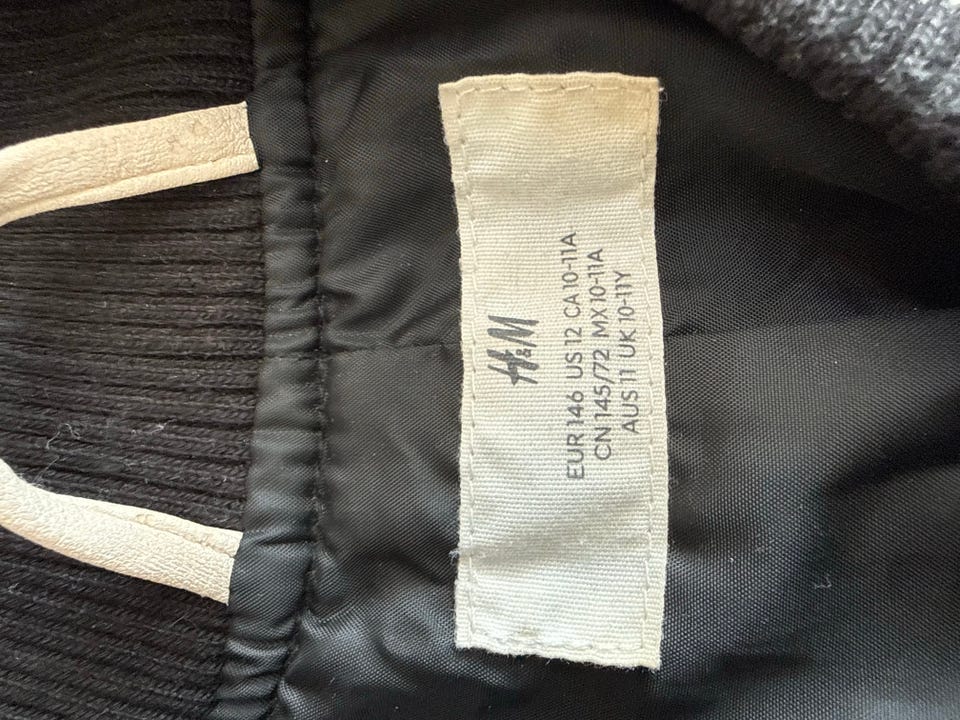 H&M
EUR 146 US 12 CA 10-11A
CN 145/72 MX 10-11A
AUS 11 UK 10-11Y